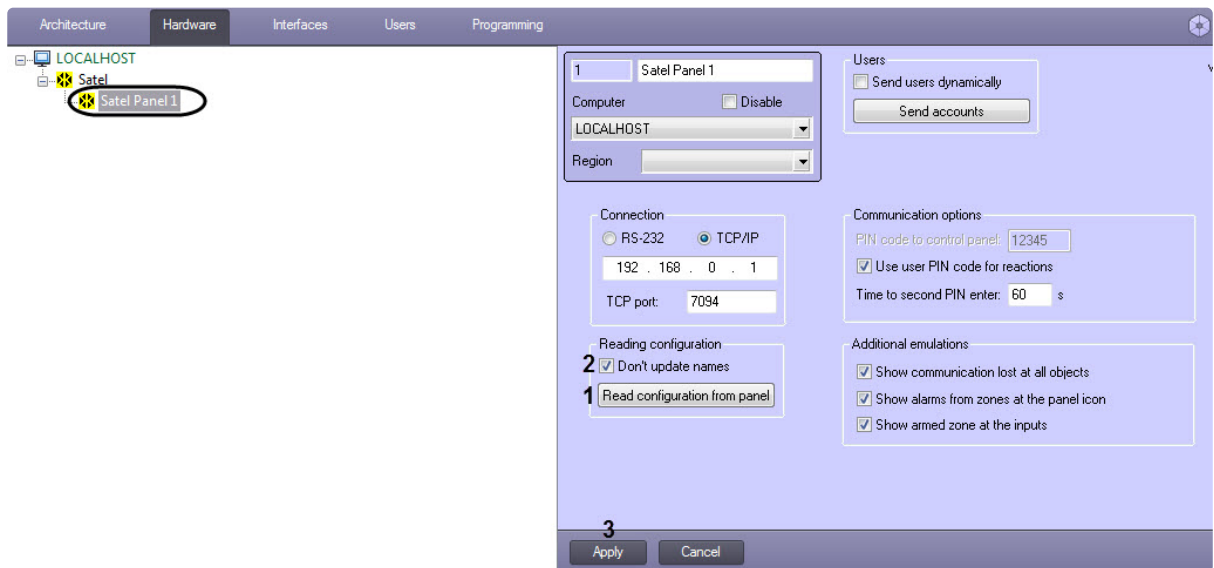 Architecture Hardware Interfaces Users Programming
LOCALHOST
Satel
Satel Panel 1
1 Satel Panel 1
Computer Disable
LOCALHOST
Region
Users
Send users dynamically
Send accounts
Connection
RS-232 TCP/IP
192 . 168 . 0 . 1
TCP port: 7094
Communication options
PIN code to control panel: 12345
Use user PIN code for reactions
Time to second PIN enter: 60 s
Reading configuration
2 Don't update names
1 Read configuration from panel
Additional emulations
Show communication lost at all objects
Show alarms from zones at the panel icon
Show armed zone at the inputs
3
Apply Cancel